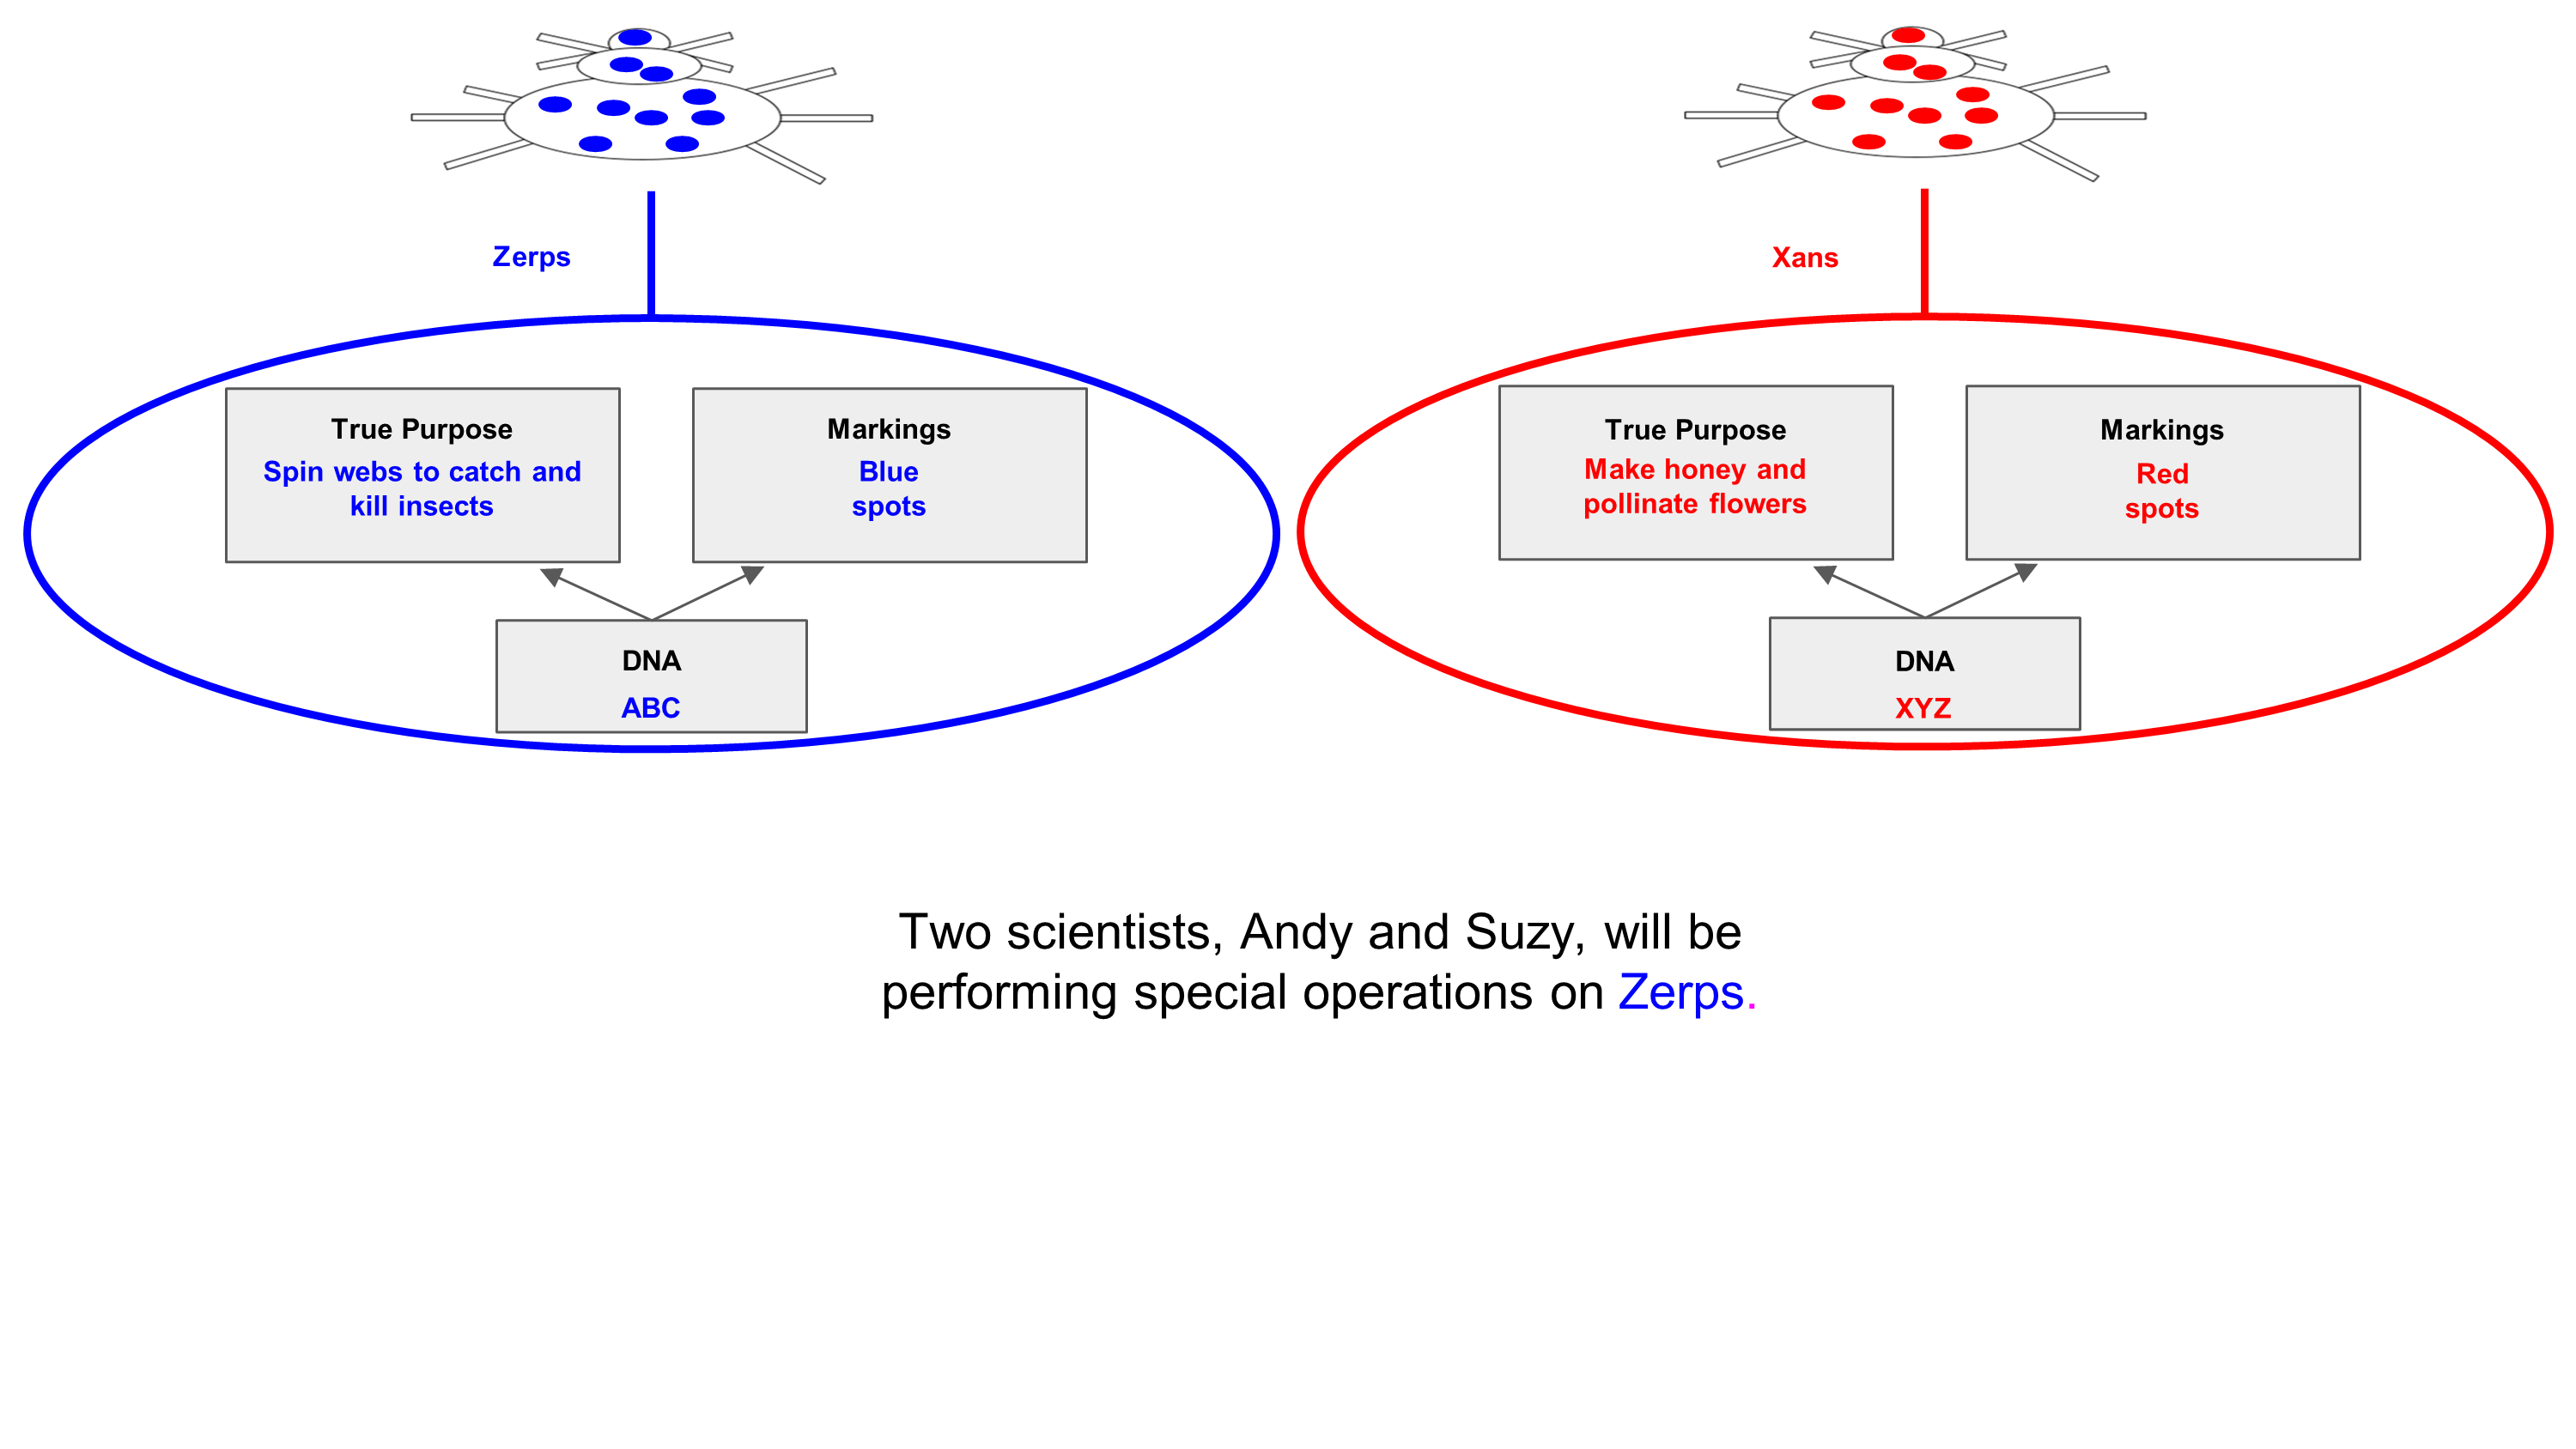 Zerps
Xans
True Purpose
Spin webs to catch and
kill insects
Markings
Blue
spots
DNA
ABC
True Purpose
Make honey and
pollinate flowers
Markings
Red
spots
DNA
XYZ
Two scientists, Andy and Suzy, will be
performing special operations on Zerps.